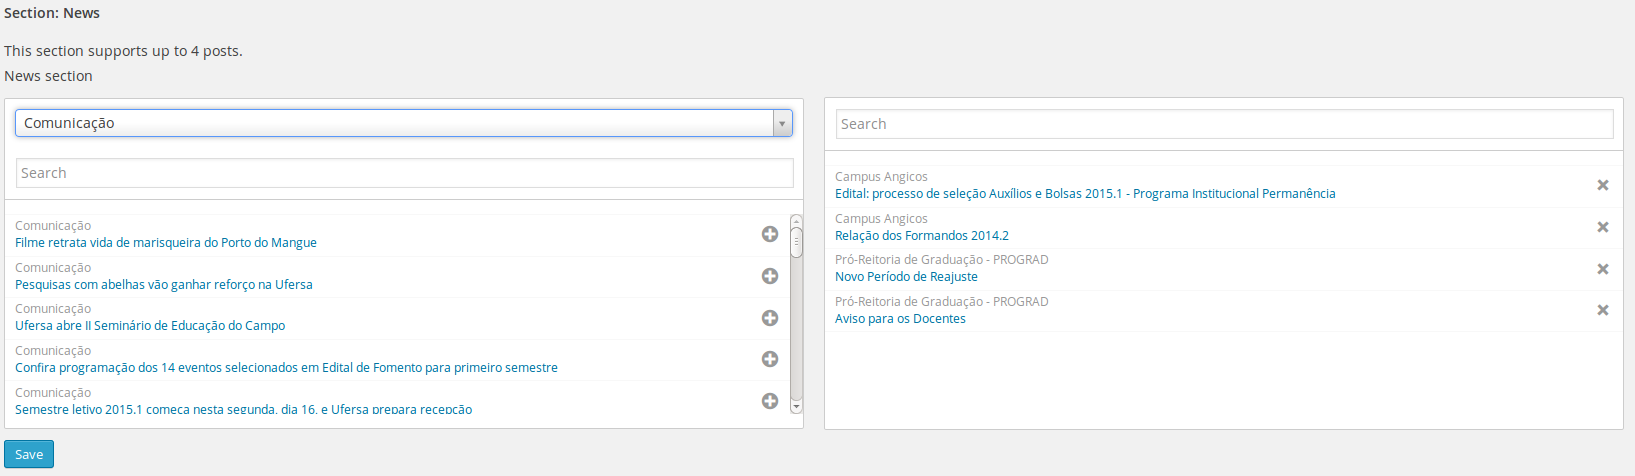 Section: News
This section supports up to 4 posts.
News section
Comunicação
Search
Comunicação
Filme retrata vida de marisqueira do Porto do Mangue
Comunicação
Pesquisas com abelhas vão ganhar reforço na Ufersa
Comunicação
Ufersa abre II Seminário de Educação do Campo
Comunicação
Confira programação dos 14 eventos selecionados em Edital de Fomento para primeiro semestre
Comunicação
Semestre letivo 2015.1 começa nesta segunda, dia 16, e Ufersa prepara recepção
Search
Campus Angicos
Edital: processo de seleção Auxílios e Bolsas 2015.1 - Programa Institucional Permanência
Campus Angicos
Relação dos Formandos 2014.2
Pró-Reitoria de Graduação - PROGRAD
Novo Período de Reajuste
Pró-Reitoria de Graduação - PROGRAD
Aviso para os Docentes
Save